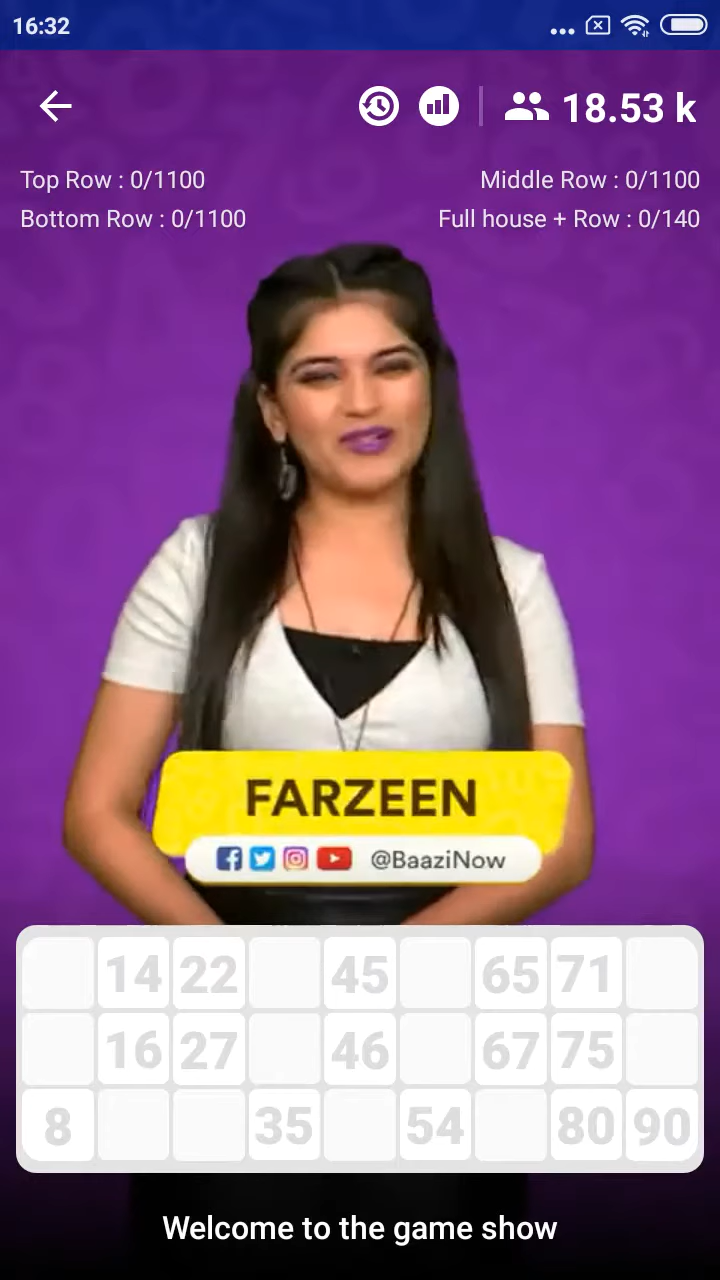 16:32
18.53 k
Top Row : 0/1100
Middle Row : 0/1100
Bottom Row : 0/1100
Full house + Row : 0/140
FARZEEN
@BaaziNow
14 22 45 65 71
16 27 46 67 75
8 35 54 80 90
Welcome to the game show